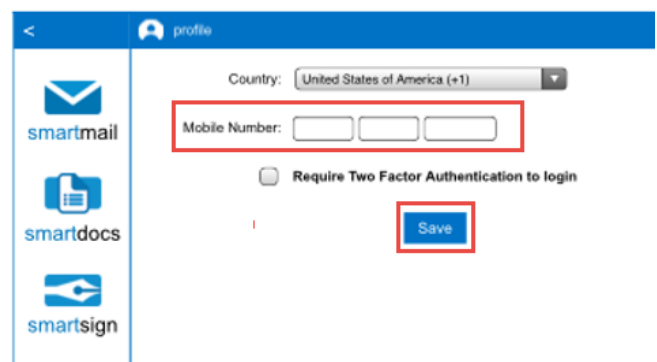 < profile
Country: United States of America (+1)
smartmail
Mobile Number:
Require Two Factor Authentication to login
smartdocs
Save
smartsign